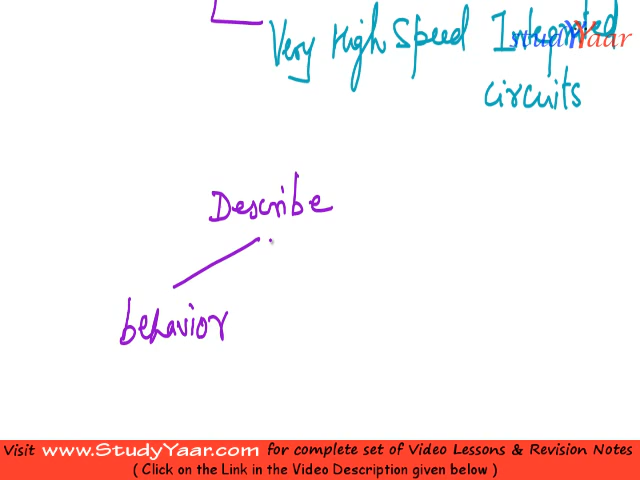 Very High Speed Integrated
studyYaar
circuits
Describe
behavior
Visit www.StudyYaar.com for complete set of Video Lessons & Revision Notes
( Click on the Link in the Video Description given below )